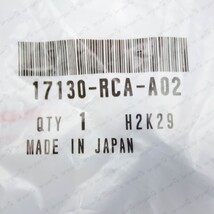 17130-RCA-A02
QTY 1 H2K29
MADE IN JAPAN